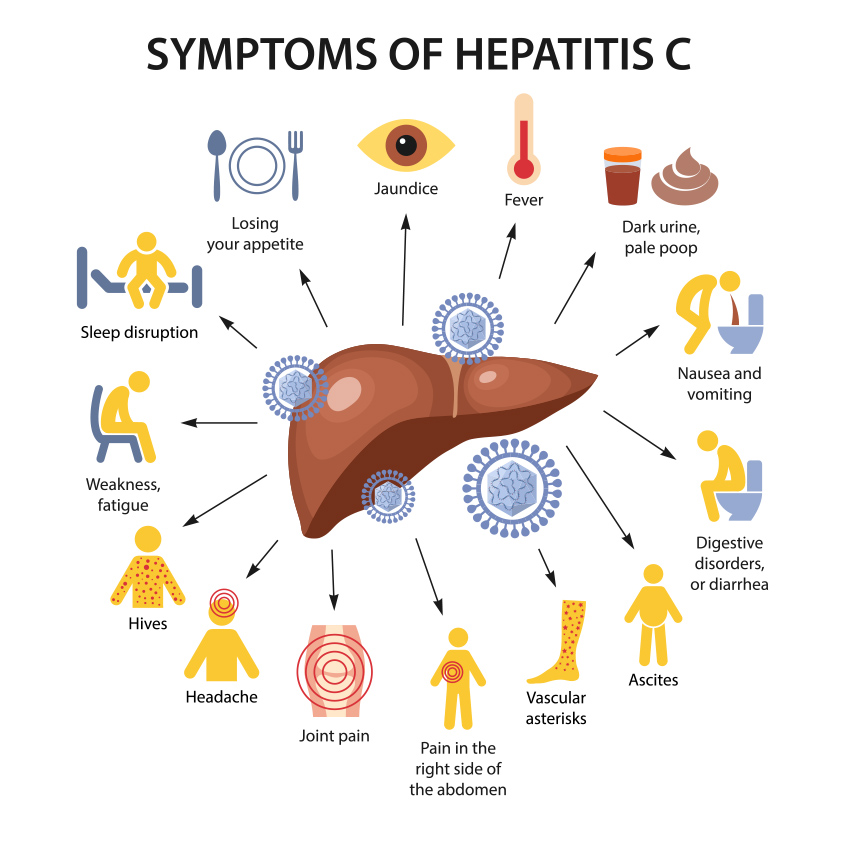 SYMPTOMS OF HEPATITIS C
Losing
your appetite
Jaundice
Fever
Dark urine,
pale poop
Sleep disruption
Nausea and
vomiting
Weakness,
fatigue
Digestive
disorders,
or diarrhea
Hives
Headache
Joint pain
Pain in the
right side of
the abdomen
Vascular
asterisks
Ascites